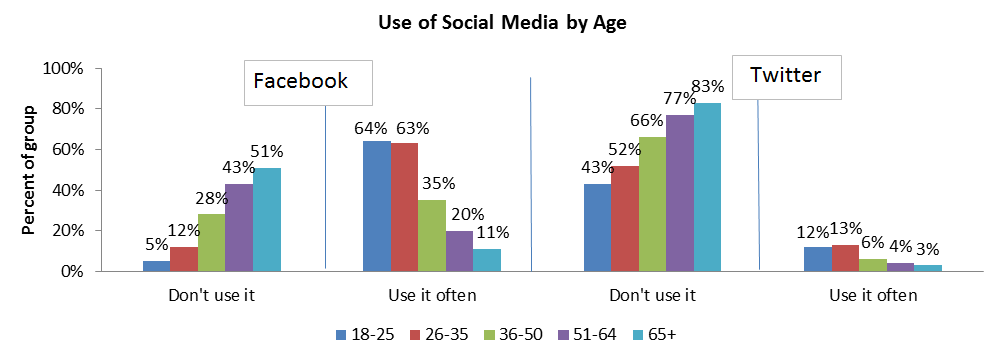 Use of Social Media by Age
Facebook
Twitter
Percent of group
100%
80%
60%
40%
20%
0%
5%
12%
28%
43%
51%
64%
63%
35%
20%
11%
43%
52%
66%
77%
83%
12%
13%
6%
4%
3%
Don't use it
Use it often
Don't use it
Use it often
18-25 26-35 36-50 51-64 65+